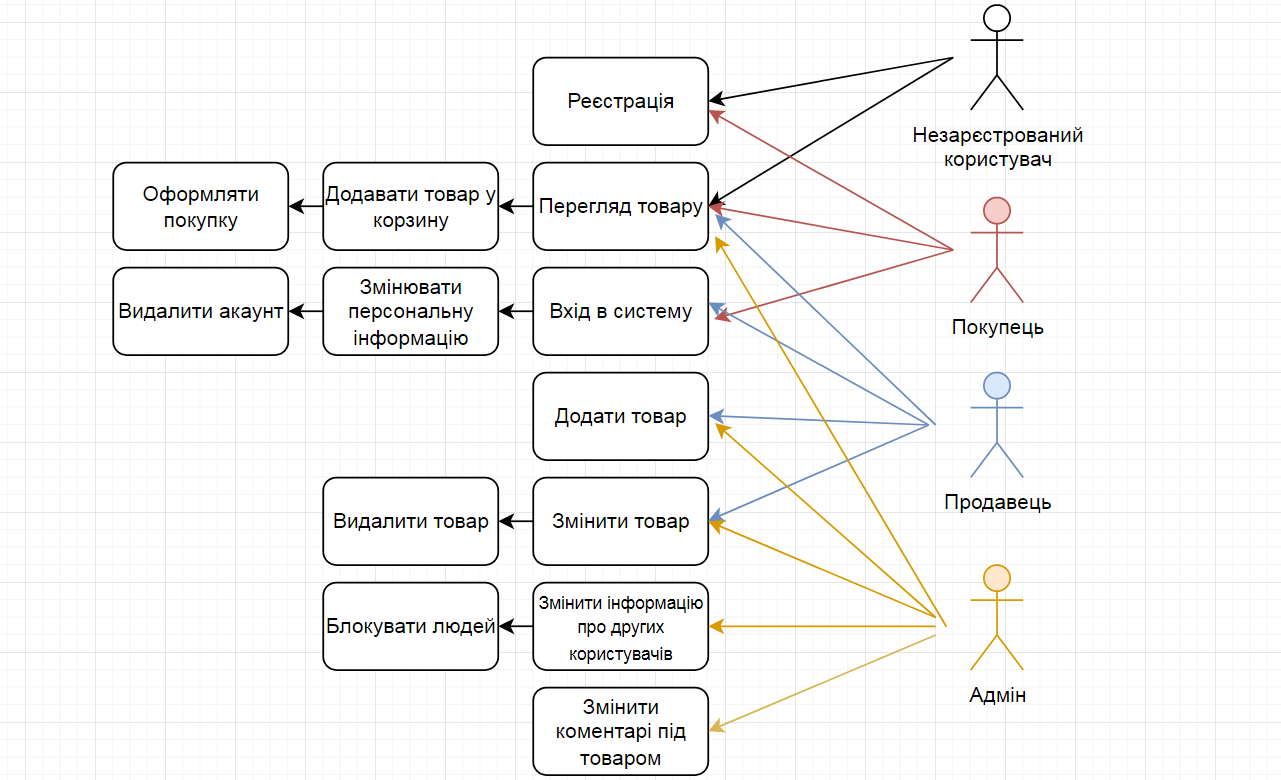 Реєстрація
Незарєстрований
користувач
Оформляти
покупку
Додавати товар у
корзину
Перегляд товару
Видалити акаунт
Змінювати
персональну
інформацію
Вхід в систему
Покупець
Додати товар
Продавець
Видалити товар
Змінити товар
Блокувати людей
Змінити інформацію
про других
користувачів
Адмін
Змінити
коментарі під
товаром